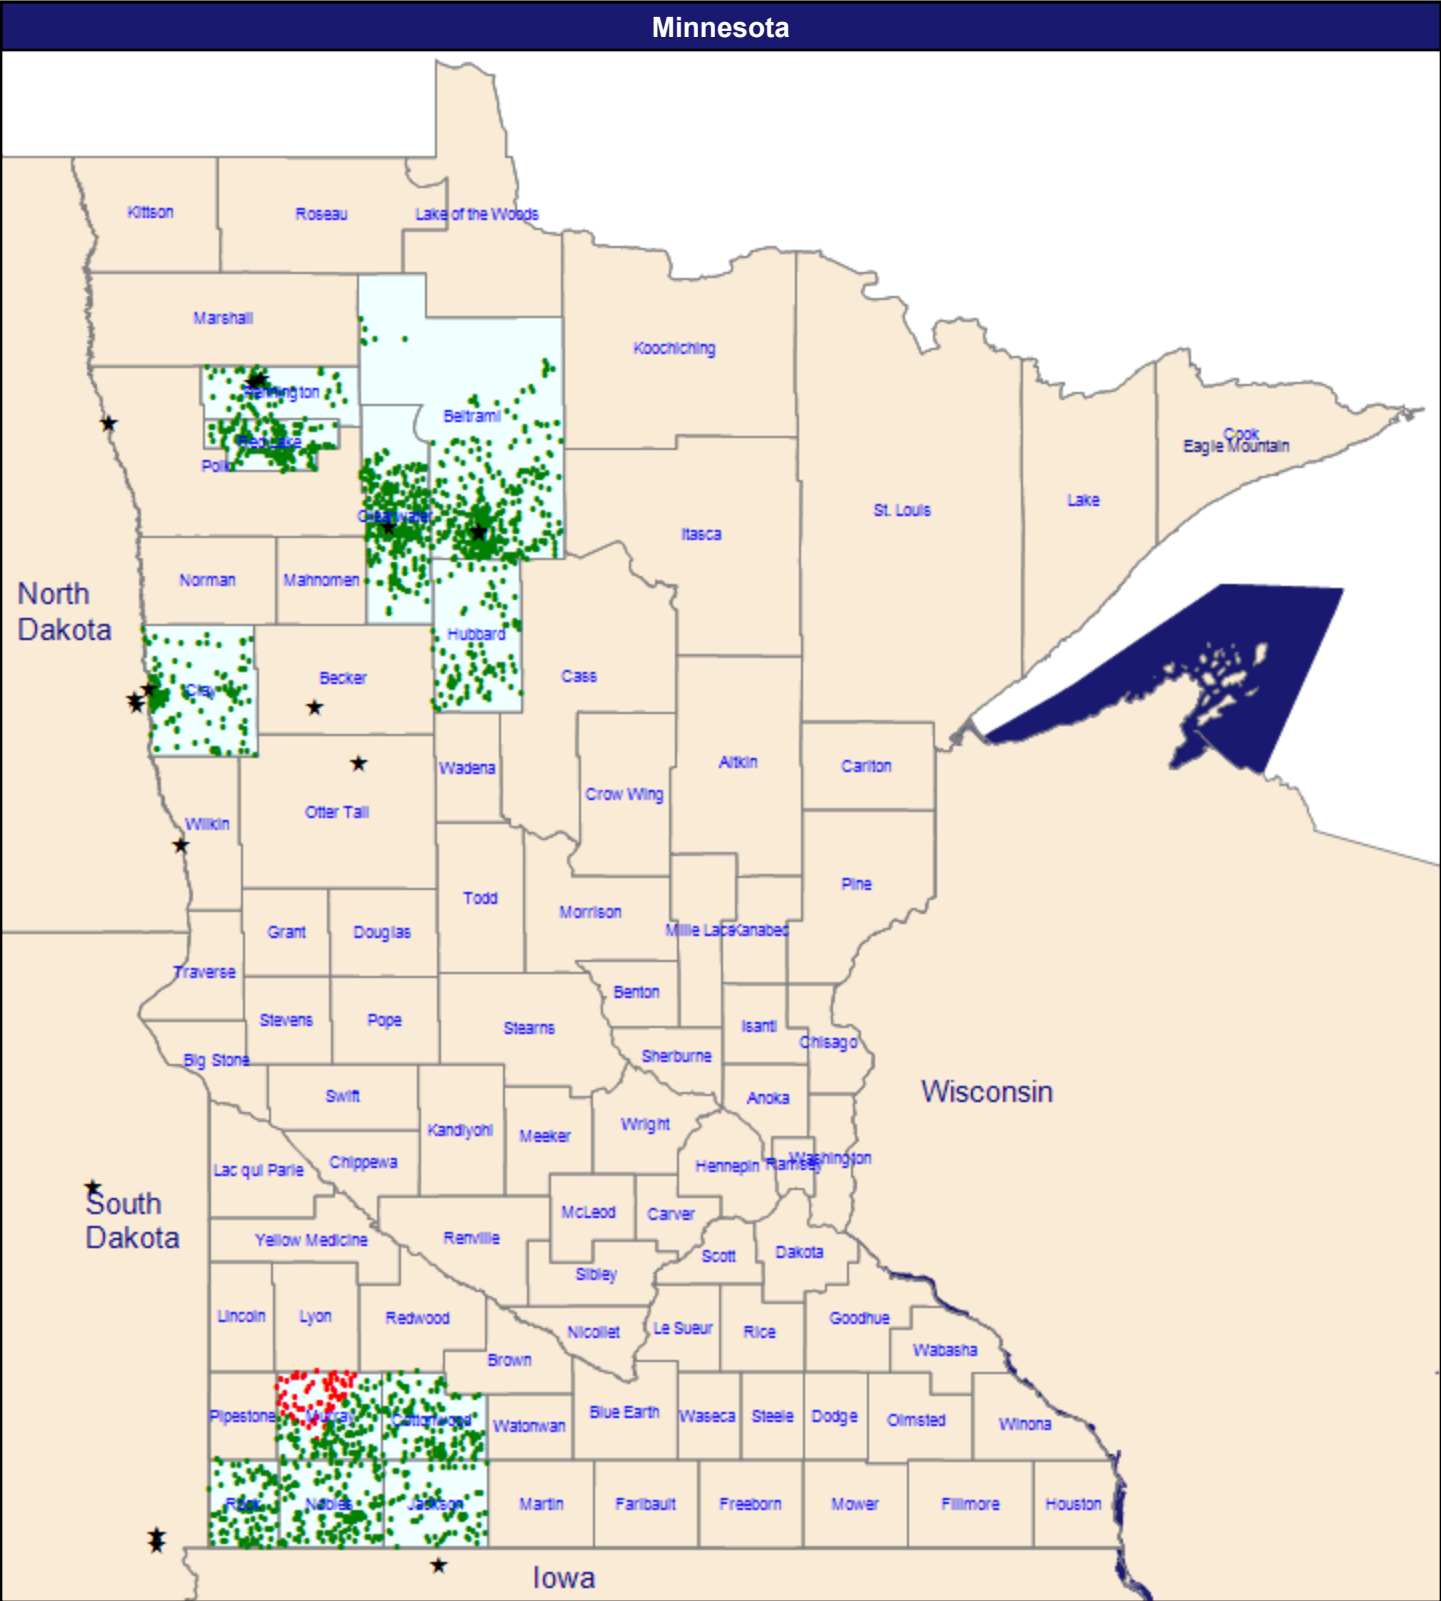 Minnesota
Kittson
Roseau
Lake of the Woods
Marshall
Koochiching
Pennington
Beltrami
Red Lake
Polk
Cook
Eagle Mountain
Lake
St. Louis
Clearwater
Itasca
Norman
Mahnomen
North
Dakota
Hubbard
Clay
Becker
Cass
Wadena
Aitkin
Carlton
Crow Wing
Otter Tail
Wilkin
Pine
Todd
Morrison
Grant
Douglas
Mille Lacs
Kanabec
Traverse
Benton
Stevens
Pope
Stearns
Isanti
Chisago
Big Stone
Sherburne
Swift
Anoka
Wisconsin
Kandiyohi
Meeker
Wright
Chippewa
Lac qui Parle
Hennepin
Ramsey
Washington
South
Dakota
McLeod
Carver
Yellow Medicine
Renville
Scott
Dakota
Sibley
Lincoln
Lyon
Redwood
Nicollet
Le Sueur
Rice
Goodhue
Brown
Wabasha
Pipestone
Murray
Cottonwood
Watonwan
Blue Earth
Waseca
Steele
Dodge
Olmsted
Winona
Rock
Nobles
Jackson
Martin
Faribault
Freeborn
Mower
Fillmore
Houston
Iowa